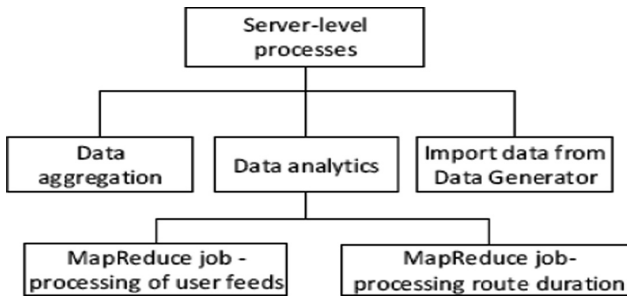 Server-level
processes
Data
aggregation
Data analytics
Import data from
Data Generator
MapReduce job -
processing of user feeds
MapReduce job-
processing route duration